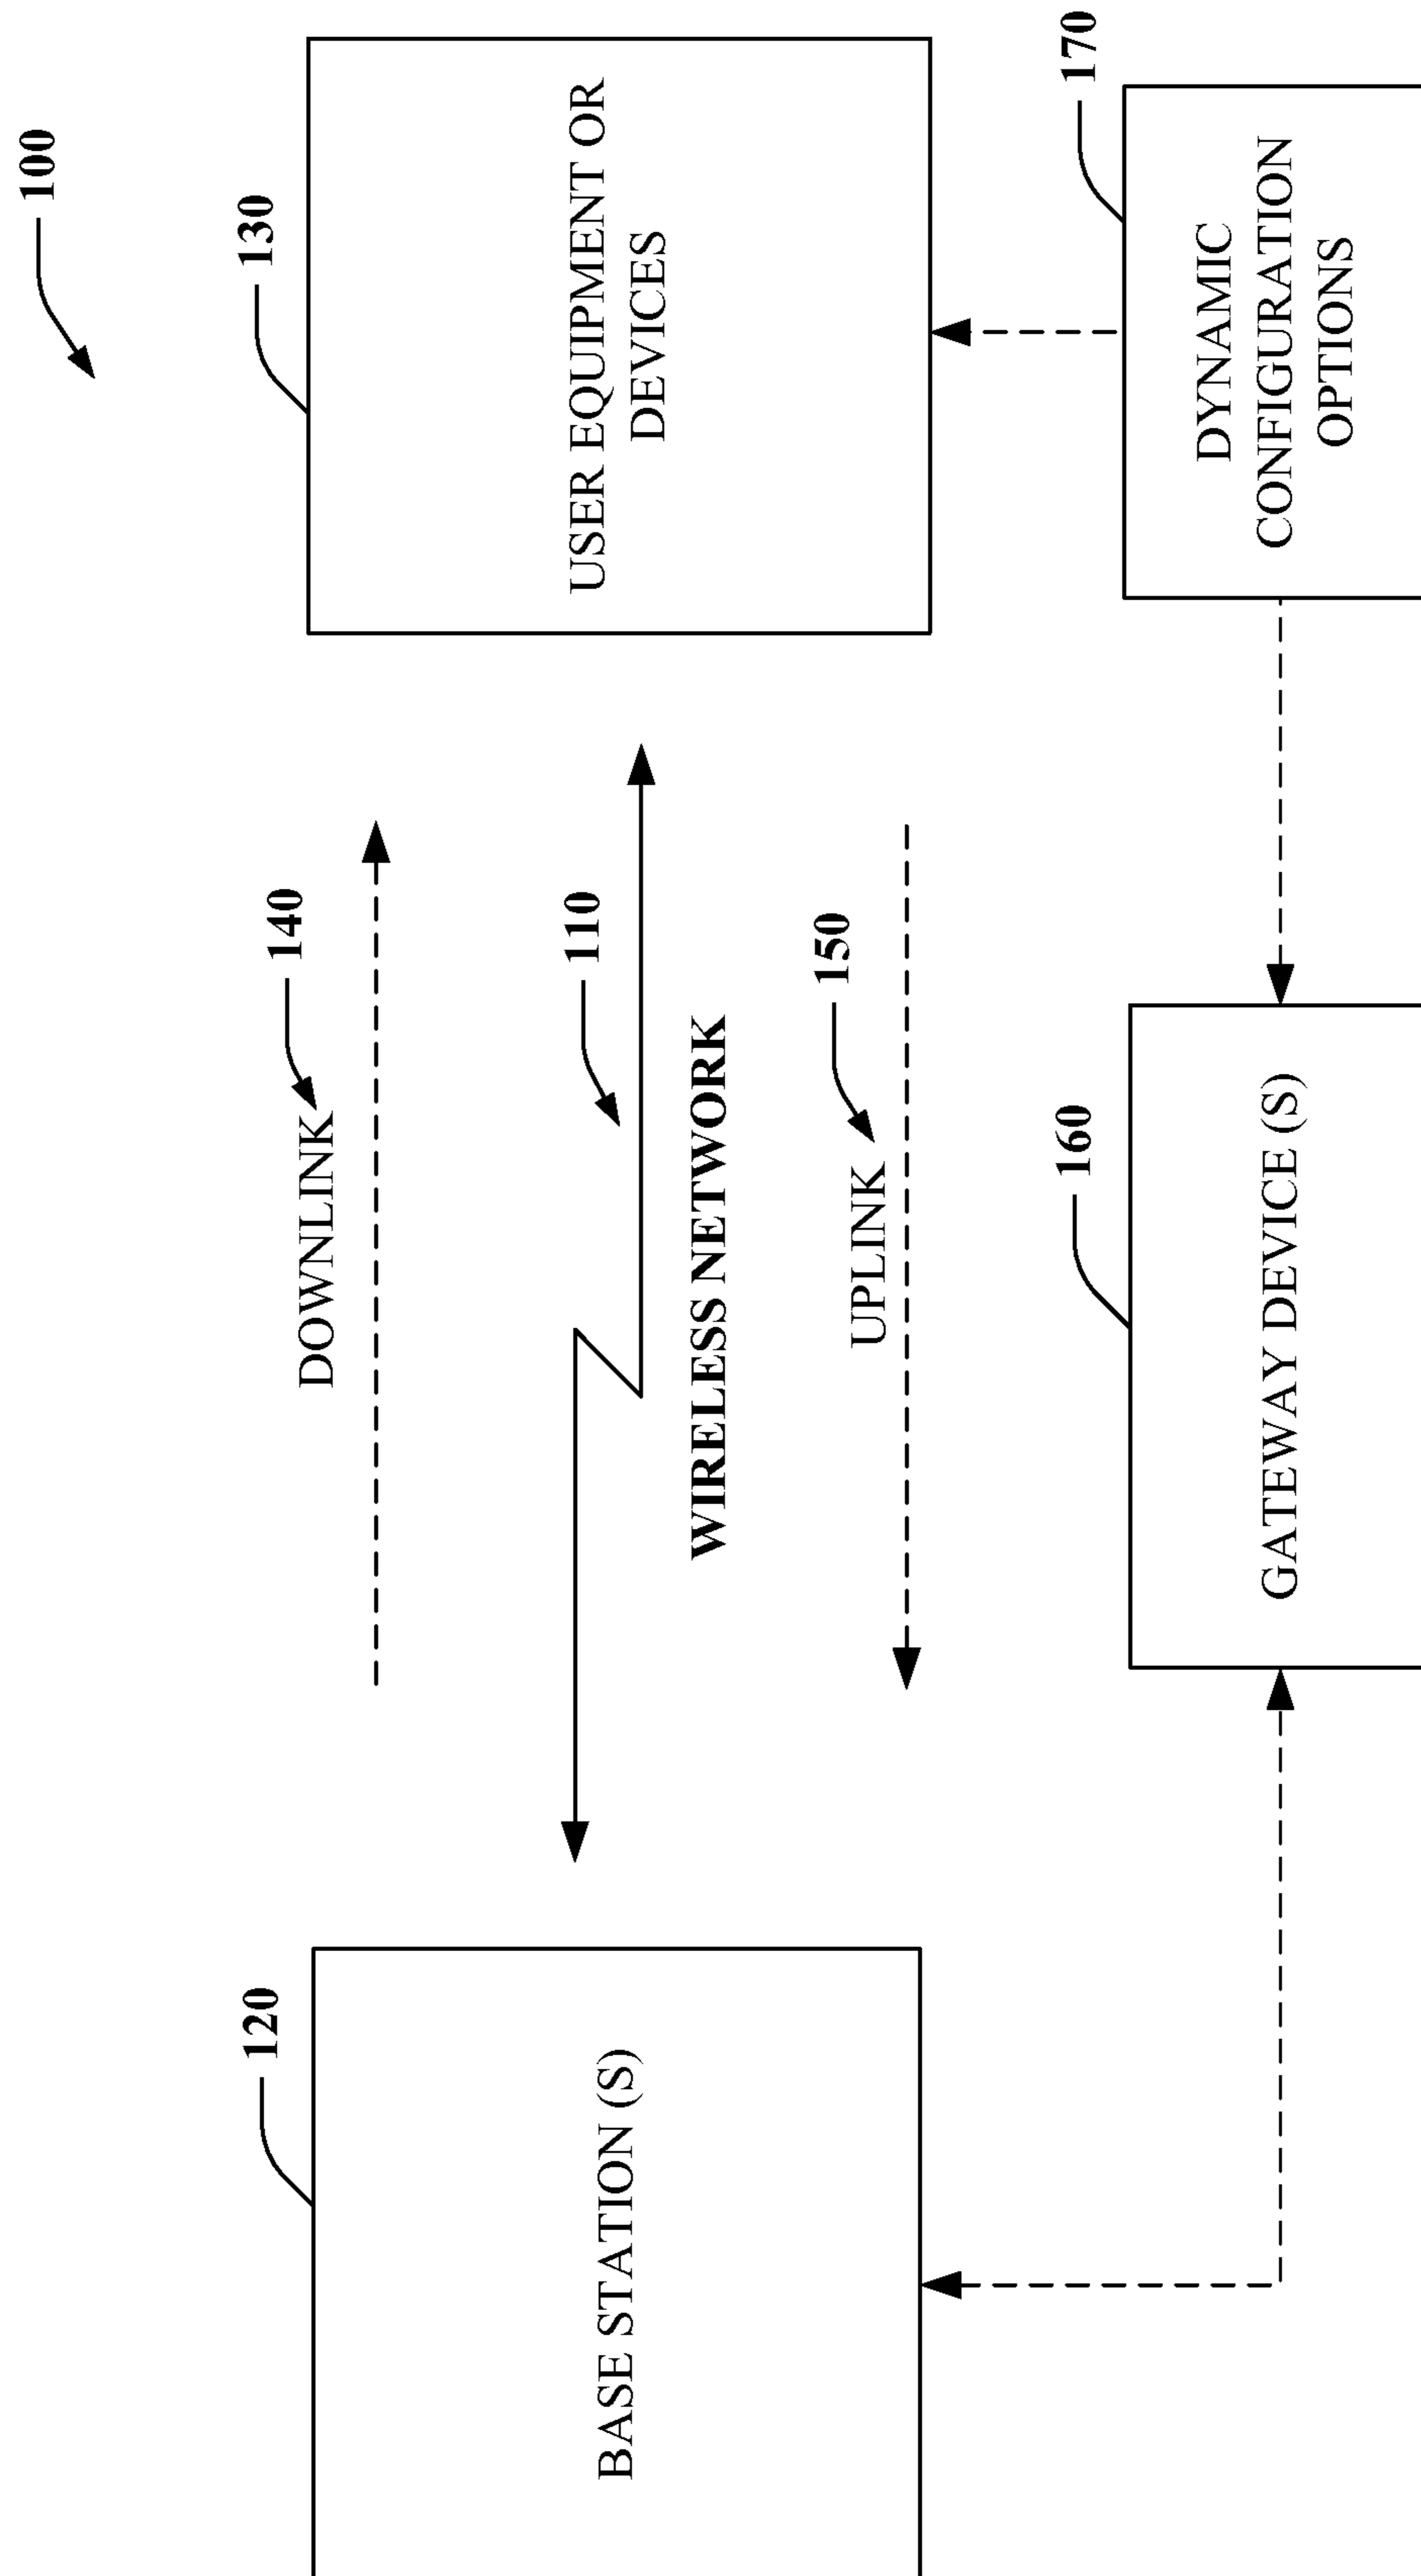 100
120
BASE STATION (S)
140
DOWNLINK
110
WIRELESS NETWORK
150
UPLINK
130
USER EQUIPMENT OR
DEVICES
160
GATEWAY DEVICE (S)
170
DYNAMIC
CONFIGURATION
OPTIONS